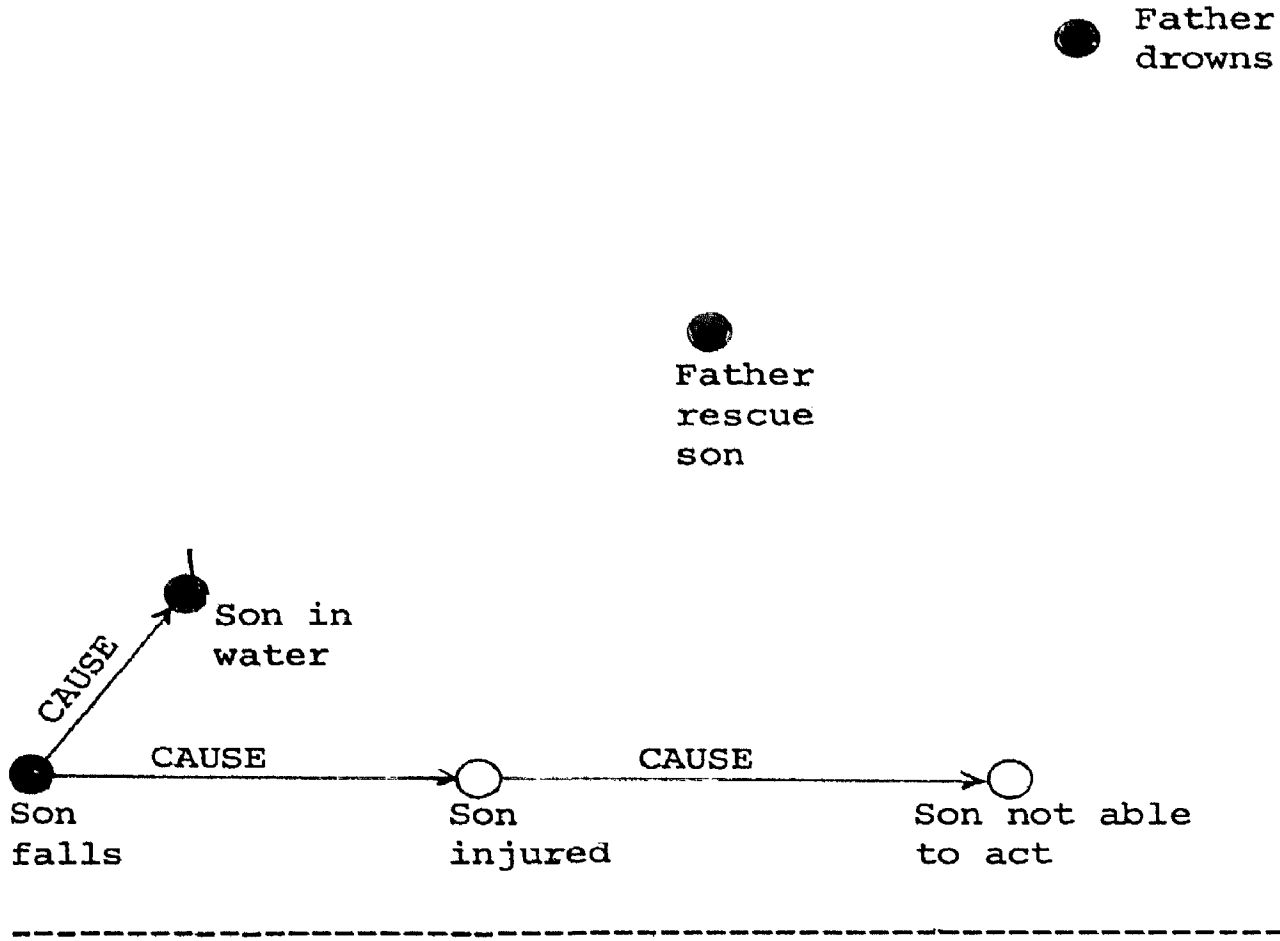 Father
drowns
Father
rescue
son
Son in
water
CAUSE
CAUSE
CAUSE
Son
falls
Son
injured
Son not able
to act